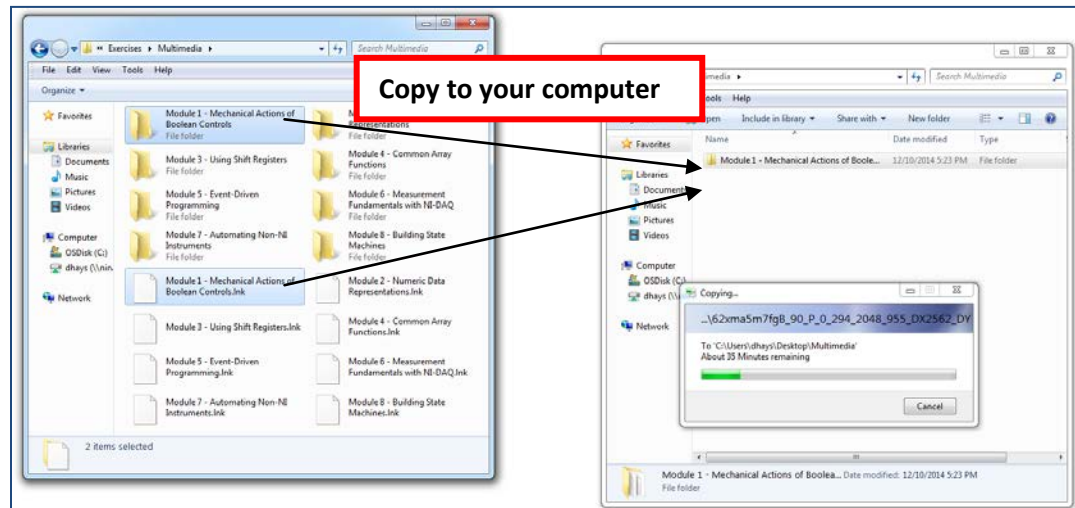 Exercises ▸ Multimedia ▸
Search Multimedia
File Edit View Tools Help
Organize
Favorites
Libraries
Documents
Music
Pictures
Videos
Computer
OSDisk (C:)
dhays (\\nin
Network
Module 1 - Mechanical Actions of
Boolean Controls
File folder
Representations
File folder
Module 3 - Using Shift Registers
File folder
Module 4 - Common Array
Functions
File folder
Module 5 - Event-Driven
Programming
File folder
Module 6 - Measurement
Fundamentals with NI-DAQ
File folder
Module 7 - Automating Non-NI
Instruments
File folder
Module 8 - Building State
Machines
File folder
Module 1 - Mechanical Actions of
Boolean Controls.lnk
Module 2 - Numeric Data
Representations.lnk
Module 3 - Using Shift Registers.lnk
Module 4 - Common Array
Functions.lnk
Module 5 - Event-Driven
Programming.lnk
Module 6 - Measurement
Fundamentals with NI-DAQ.lnk
Module 7 - Automating Non-NI
Instruments.lnk
Module 8 - Building State
Machines.lnk
2 items selected
Copy to your computer
imedia ▸
Search Multimedia
ools Help
pen Include in library Share with New folder
Name Date modified Type
Module 1 - Mechanical Actions of Boole... 12/10/2014 5:23 PM File folder
Favorites
Libraries
Documents
Music
Pictures
Videos
Computer
OSDisk (C:)
dhays (\\
Network
Copying...
...\62xma5m7fgB_90_P_0_294_2048_955_DX2562_DY
To 'C:\Users\dhays\Desktop\Multimedia'
About 35 Minutes remaining
Cancel
Module 1 - Mechanical Actions of Boolea... Date modified: 12/10/2014 5:23 PM
File folder